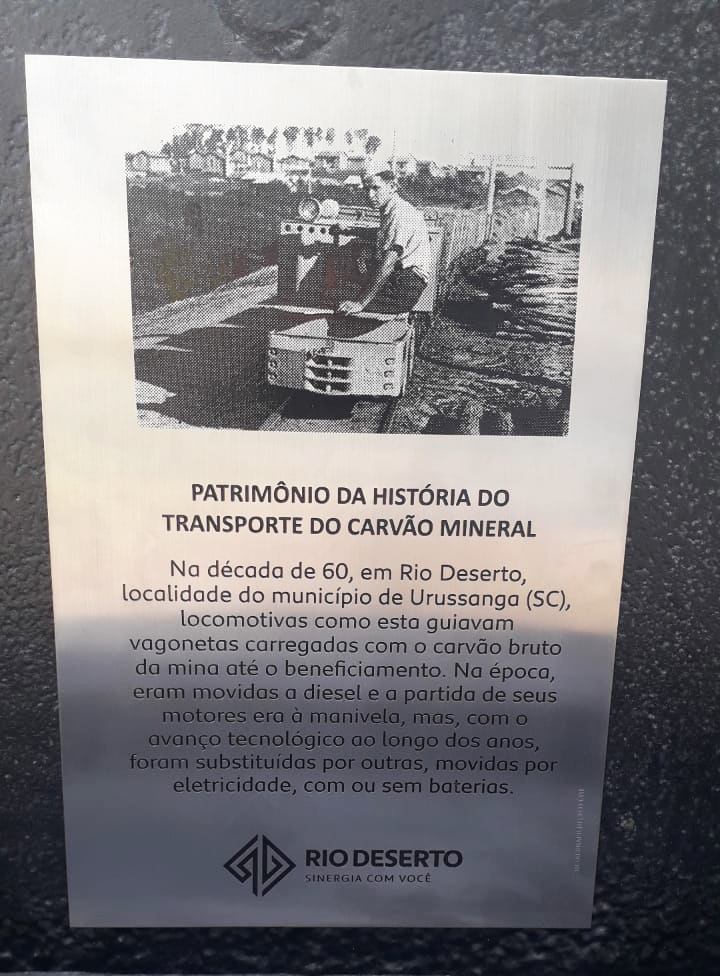 PATRIMÔNIO DA HISTÓRIA DO
TRANSPORTE DO CARVÃO MINERAL
Na década de 60, em Rio Deserto,
localidade do município de Urussanga (SC),
locomotivas como esta guiavam
vagonetas carregadas com o carvão bruto
da mina até o beneficiamento. Na época,
eram movidas a diesel e a partida de seus
motores era à manivela, mas, com o
avanço tecnológico ao longo dos anos,
foram substituídas por outras, movidas por
eletricidade, com ou sem baterias.
RIO DESERTO
SINERGIA COM VOCÊ